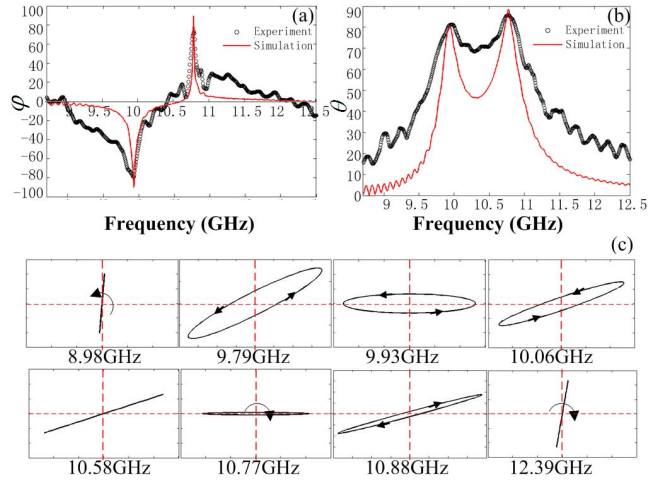 100
80
60
40
20
0
-20
-40
-60
-80
-100
φ
9.5
10.0
10.5
11
11.5
12.0
12.5
(a)
Experiment
Simulation
Frequency (GHz)
90
80
70
60
50
40
30
20
10
0
θ
9
9.5
10
10.5
11
11.5
12
12.5
(b)
Experiment
Simulation
Frequency (GHz)
(c)
8.98GHz
9.79GHz
9.93GHz
10.06GHz
10.58GHz
10.77GHz
10.88GHz
12.39GHz